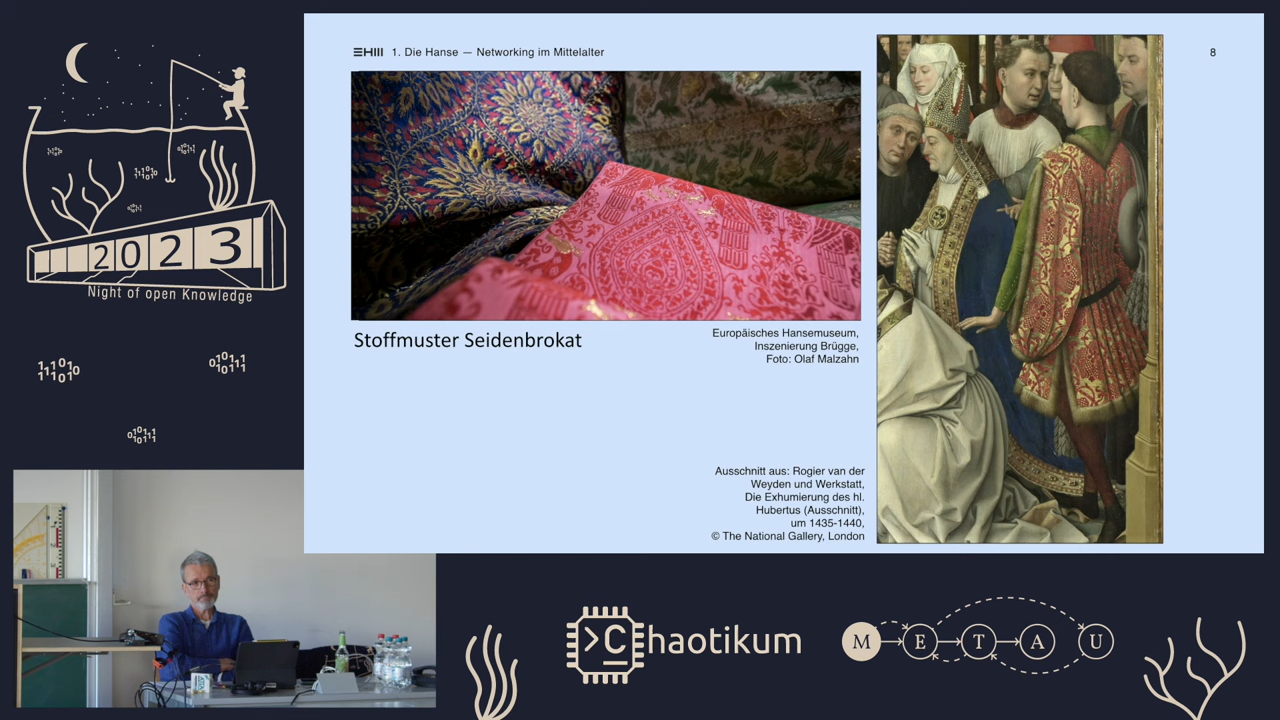 1. Die Hanse — Networking im Mittelalter
8
Stoffmuster Seidenbrokat
Europäisches Hansemuseum,
Inszenierung Brügge,
Foto: Olaf Malzahn
Ausschnitt aus: Rogier van der
Weyden und Werkstatt,
Die Exhumierung des hl.
Hubertus (Ausschnitt),
um 1435-1440,
© The National Gallery, London
2023
Night of open Knowledge
>C haotikum
M E T A U